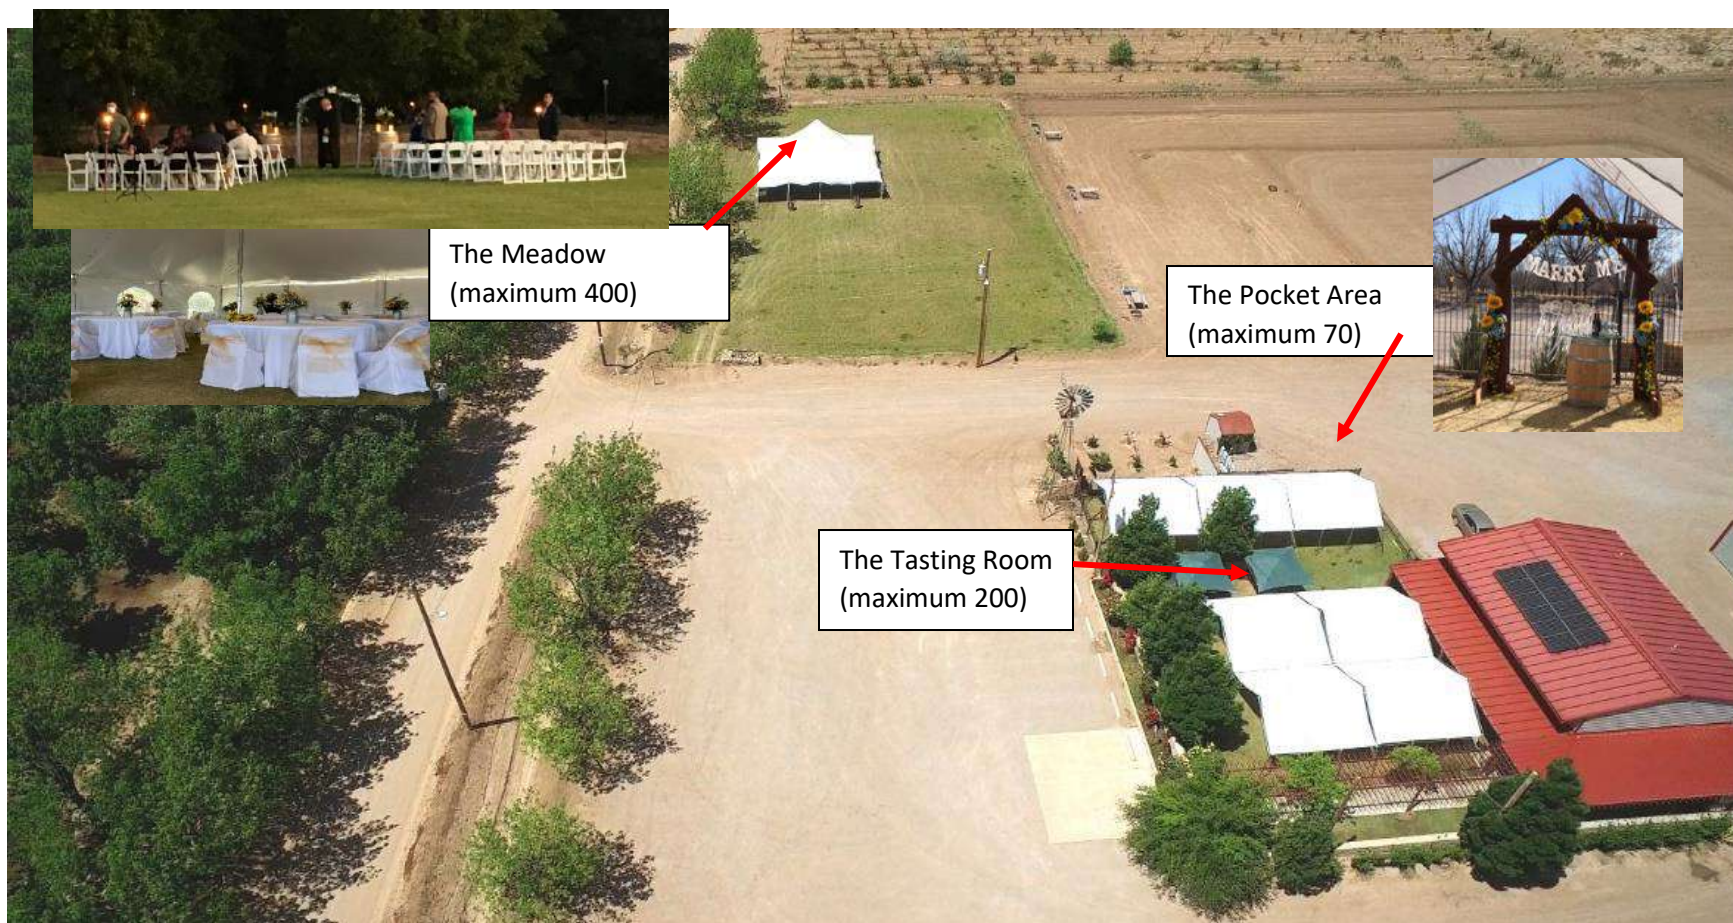 The Meadow
(maximum 400)
The Pocket Area
(maximum 70)
MARRY ME
The Tasting Room
(maximum 200)